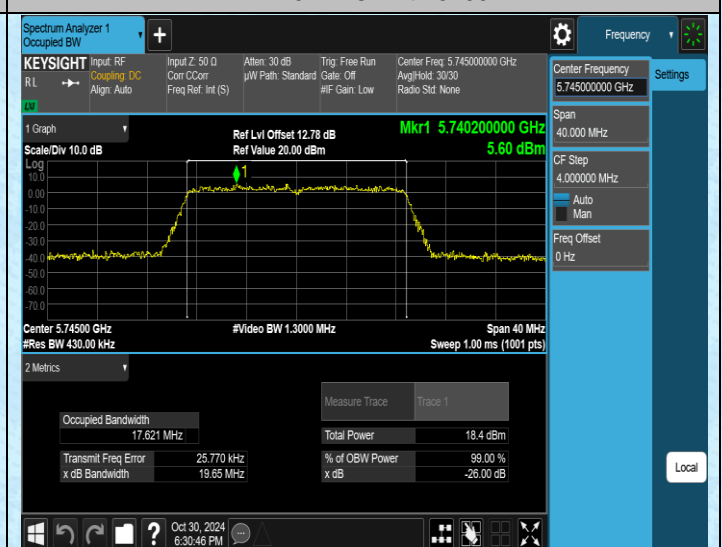 Spectrum Analyzer 1
Occupied BW
Frequency
KEYSIGHT
RL
Input: RF
Coupling: DC
Align: Auto
Input Z: 50 Ω
Corr CCorr
Freq Ref: Int (S)
Atten: 30 dB
µW Path: Standard
Trig: Free Run
Gate: Off
#IF Gain: Low
Center Freq: 5.745000000 GHz
Avg|Hold: 30/30
Radio Std: None
LXI
Center Frequency
5.745000000 GHz
Settings
Span
40.000 MHz
CF Step
4.000000 MHz
Auto
Man
Freq Offset
0 Hz
Local
1 Graph
Scale/Div 10.0 dB
Ref Lvl Offset 12.78 dB
Ref Value 20.00 dBm
Mkr1 5.740200000 GHz
5.60 dBm
Log
10.0
0.00
-10.0
-20.0
-30.0
-40.0
-50.0
-60.0
-70.0
1
Center 5.74500 GHz
#Video BW 1.3000 MHz
Span 40 MHz
#Res BW 430.00 kHz
Sweep 1.00 ms (1001 pts)
2 Metrics
Measure Trace
Trace 1
Occupied Bandwidth
17.621 MHz
Total Power
18.4 dBm
Transmit Freq Error
25.770 kHz
% of OBW Power
99.00 %
x dB Bandwidth
19.65 MHz
x dB
-26.00 dB
?
Oct 30, 2024
6:30:46 PM